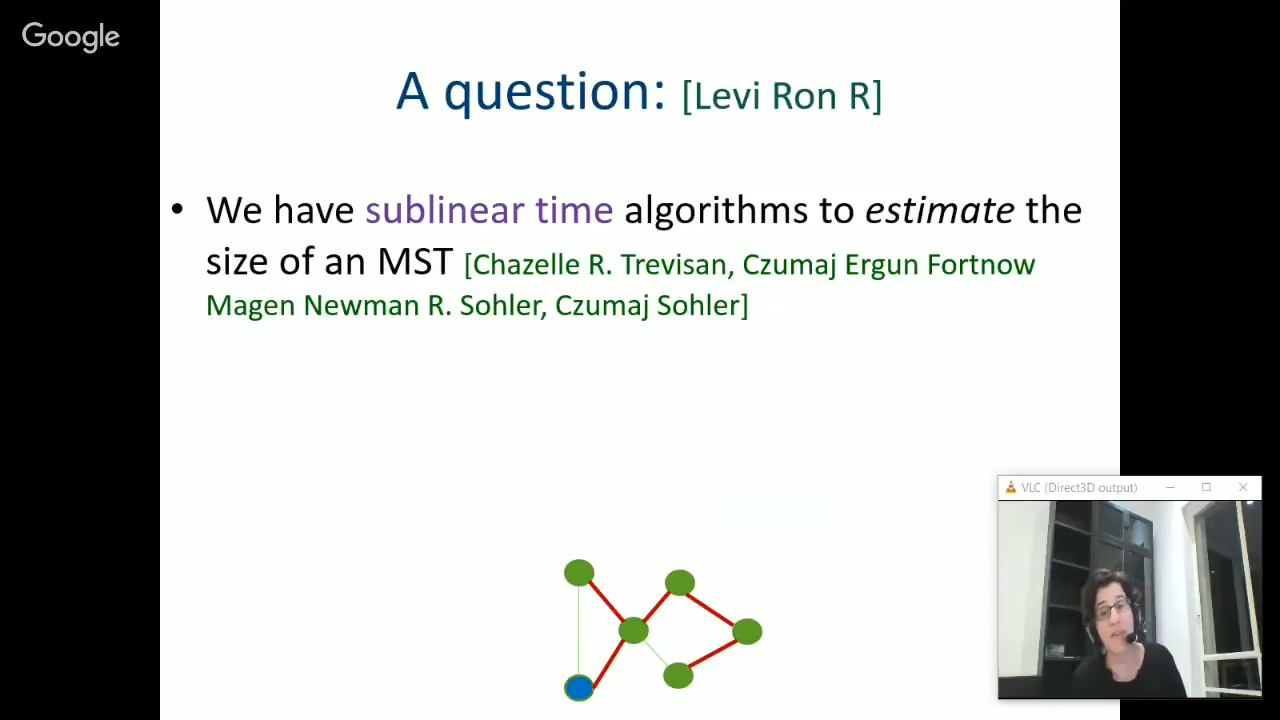 Google
A question: [Levi Ron R]
• We have sublinear time algorithms to estimate the
size of an MST [Chazelle R. Trevisan, Czumaj Ergun Fortnow
Magen Newman R. Sohler, Czumaj Sohler]
VLC (Direct3D output)